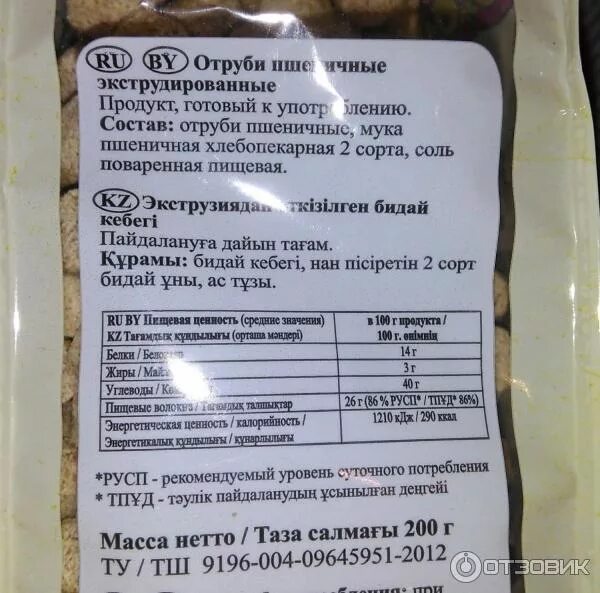 RU BY Отруби пшеничные
экструдированные
Продукт, готовый к употреблению.
Состав: отруби пшеничные, мука
пшеничная хлебопекарная 2 сорта, соль
поваренная пищевая.
KZ Экструзиядан өткізілген бидай
кебегі
Пайдалануға дайын тағам.
Құрамы: бидай кебегі, нан пісіретін 2 сорт
бидай ұны, ас тұзы.
RU BY Пищевая ценность (средние значения) в 100 г продукта /
KZ Тағамдық құндылығы (орташа мәндері) 100 г. өнімнің
Белки / 14 г
Жиры / 3 г
Углеводы / 40 г
Пищевые волокна / Тағамдық талшықтар 26 г (86 % РУСП* / ТПҰД* 86%)
Энергетическая ценность / калорийность / 1210 кДж / 290 ккал
Энергетикалық құндылығы / құнарлылығы
*РУСП - рекомендуемый уровень суточного потребления
* ТПҰД - тәулік пайдаланудың ұсынылған деңгейі
Масса нетто / Таза салмағы 200 г
ТУ / ТШ 9196-004-09645951-2012
при
ОТЗОВИК